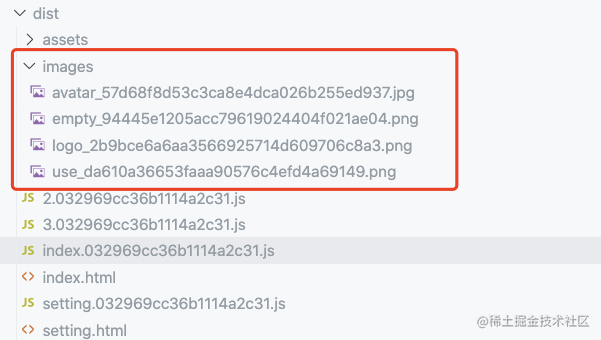 dist
assets
images
avatar_57d68f8d53c3ca8e4dca026b255ed937.jpg
empty_94445e1205acc79619024404f021ae04.png
logo_2b9bce6a6aa3566925714d609706c8a3.png
use_da610a36653faaa90576c4efd4a69149.png
JS 2.032969cc36b1114a2c31.js
JS 3.032969cc36b1114a2c31.js
JS index.032969cc36b1114a2c31.js
<> index.html
JS setting.032969cc36b1114a2c31.js
<> setting.html
@稀土掘金技术社区